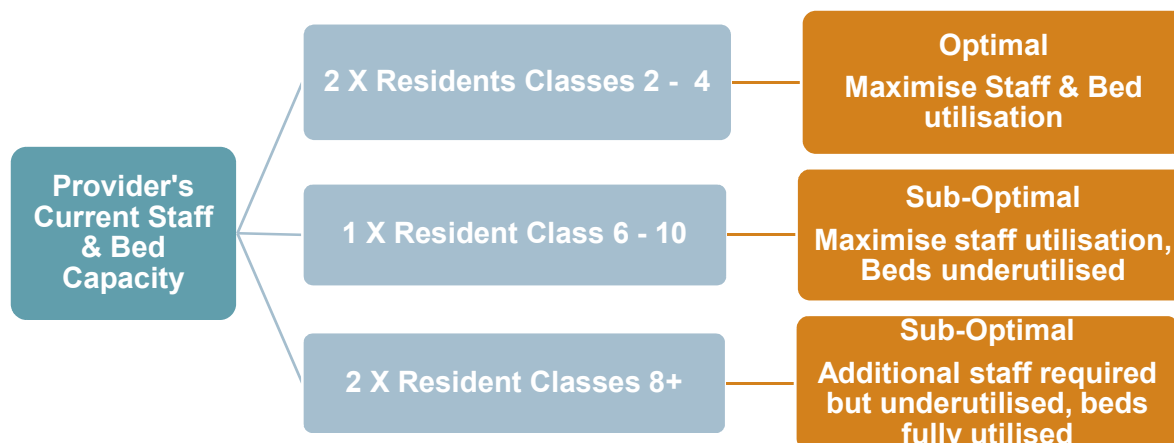 Provider's
Current Staff
& Bed
Capacity
2 X Residents Classes 2 - 4
Optimal
Maximise Staff & Bed
utilisation
1 X Resident Class 6 - 10
Sub-Optimal
Maximise staff utilisation,
Beds underutilised
2 X Resident Classes 8+
Sub-Optimal
Additional staff required
but underutilised, beds
fully utilised